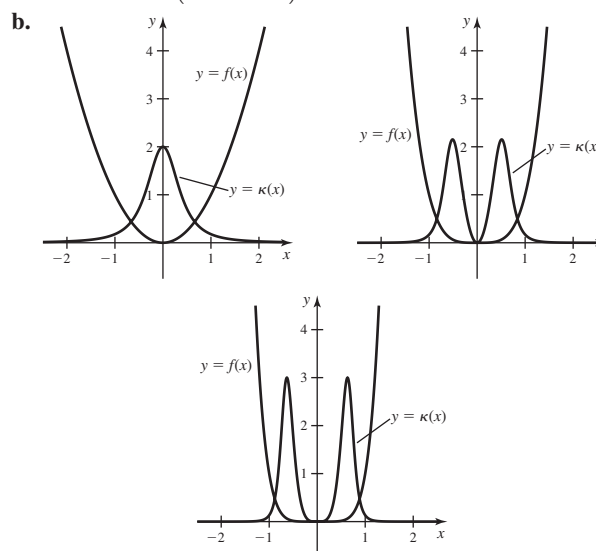 b.
y
4
3
2
1
y = f(x)
y = κ(x)
−2 −1 1 2
x
y
4
3
2
1
y = f(x)
y = κ(x
−2 −1 1 2
y
4
3
2
1
y = f(x)
y = κ(x)
−2 −1 1 2
x